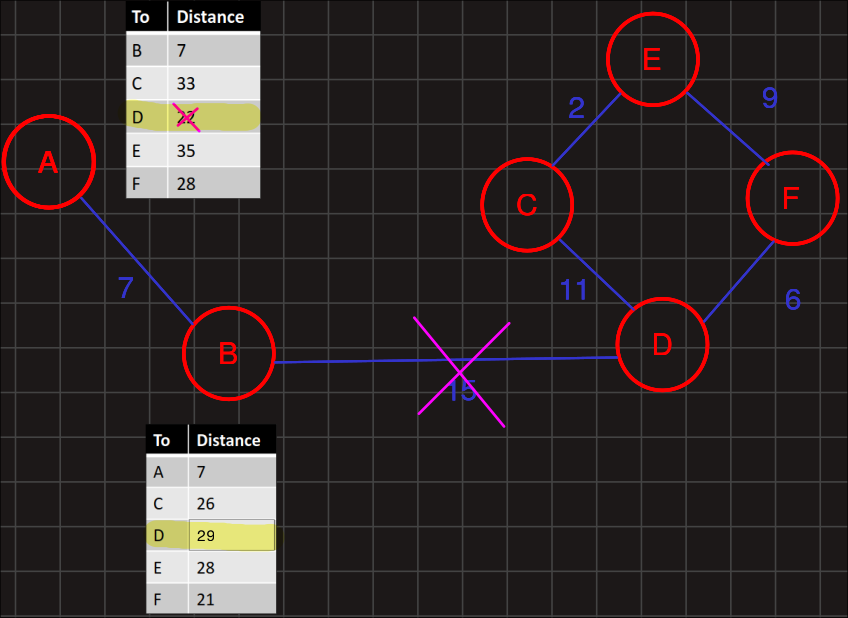 To Distance
B 7
C 33
D 22
E 35
F 28
E
2
9
A
C
F
7
11
6
B
D
15
To Distance
A 7
C 26
D 29
E 28
F 21